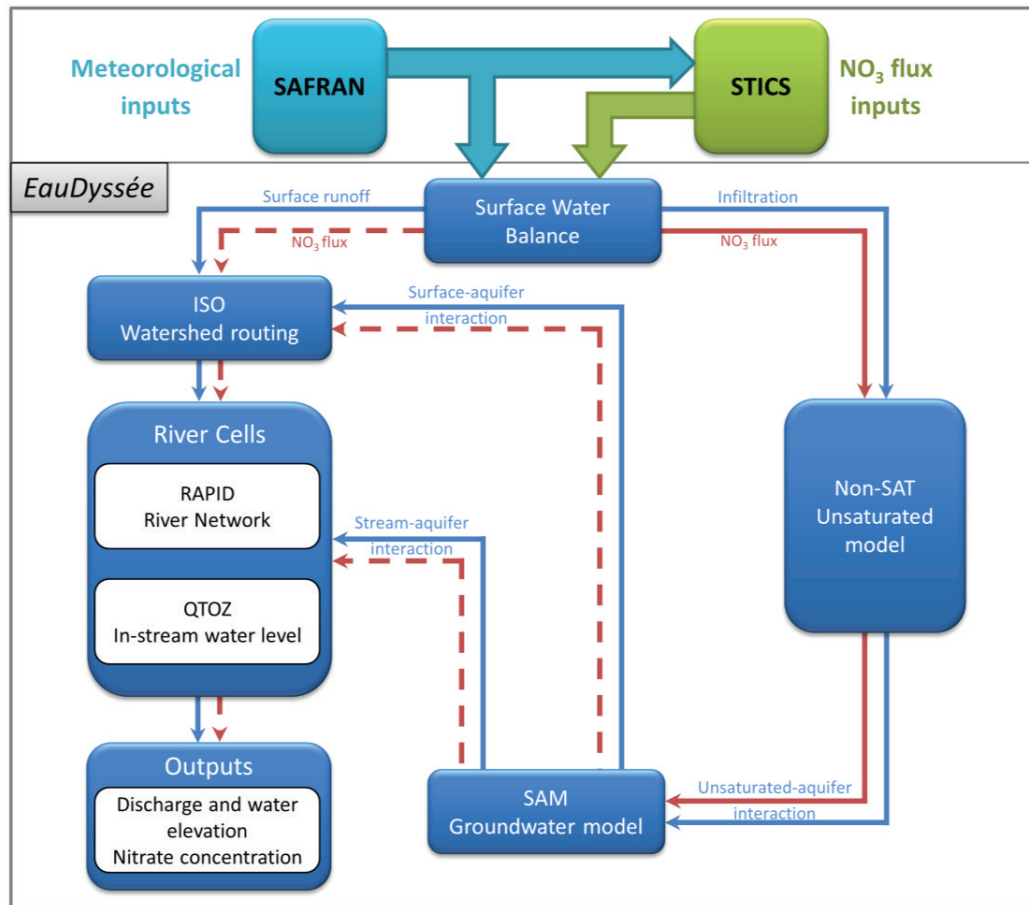 Meteorological
inputs
SAFRAN
STICS
NO₃ flux
inputs
EauDyssée
Surface runoff
NO₃ flux
Surface Water
Balance
Infiltration
NO₃ flux
ISO
Watershed routing
Surface-aquifer
interaction
River Cells
RAPID
River Network
QTOZ
In-stream water level
Stream-aquifer
interaction
Non-SAT
Unsaturated
model
Outputs
Discharge and water
elevation
Nitrate concentration
SAM
Groundwater model
Unsaturated-aquifer
interaction